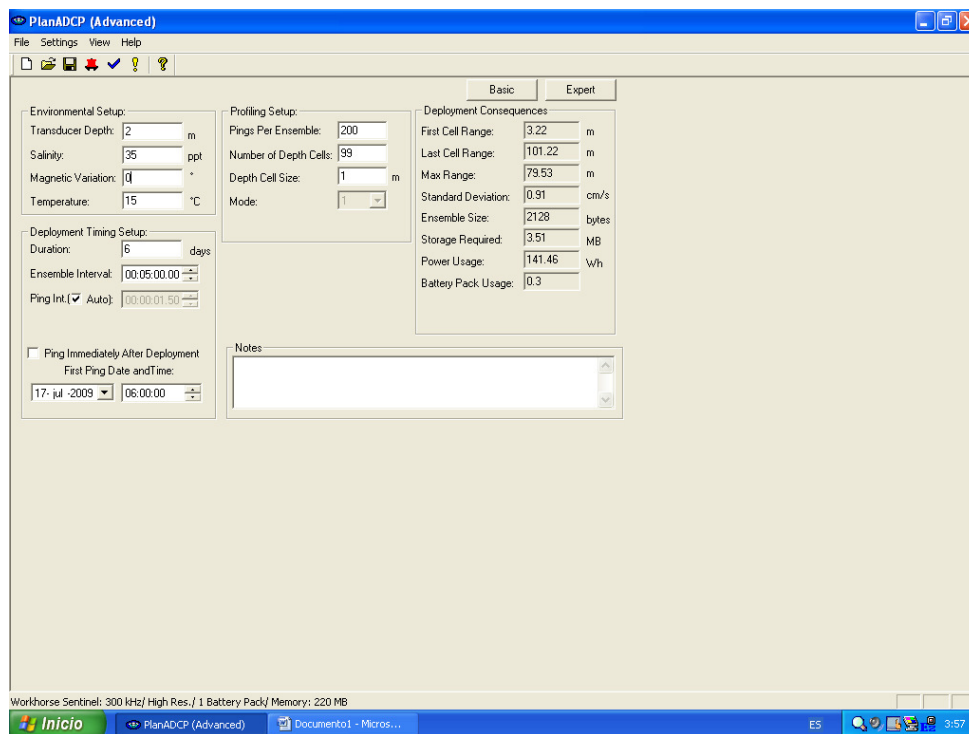 PlanADCP (Advanced)
File Settings View Help
Basic Expert
Environmental Setup:
Transducer Depth: 2 m
Salinity: 35 ppt
Magnetic Variation: 0 °
Temperature: 15 °C
Profiling Setup:
Pings Per Ensemble: 200
Number of Depth Cells: 99
Depth Cell Size: 1 m
Mode: 1
Deployment Consequences
First Cell Range: 3.22 m
Last Cell Range: 101.22 m
Max Range: 79.53 m
Standard Deviation: 0.91 cm/s
Ensemble Size: 2128 bytes
Storage Required: 3.51 MB
Power Usage: 141.46 Wh
Battery Pack Usage: 0.3
Deployment Timing Setup:
Duration: 6 days
Ensemble Interval: 00:05:00.00
Ping Int.( Auto): 00:00:01.50
Ping Immediately After Deployment
First Ping Date andTime:
17- jul -2009 06:00:00
Notes
Workhorse Sentinel: 300 kHz/ High Res./ 1 Battery Pack/ Memory: 220 MB
Inicio PlanADCP (Advanced) Documento1 - Micros... ES 3:57